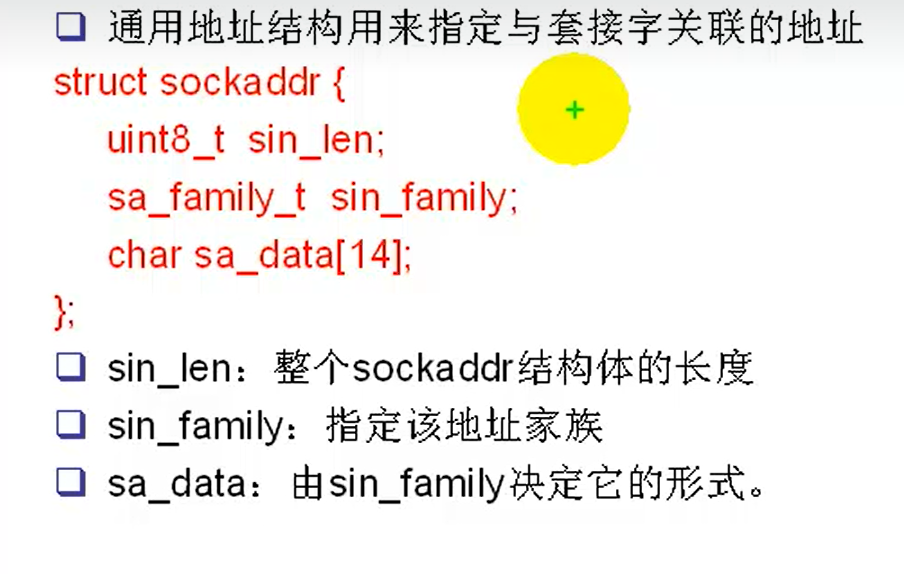 通用地址结构用来指定与套接字关联的地址
struct sockaddr {
uint8_t sin_len;
sa_family_t sin_family;
char sa_data[14];
};
sin_len：整个sockaddr结构体的长度
sin_family：指定该地址家族
sa_data：由sin_family决定它的形式。